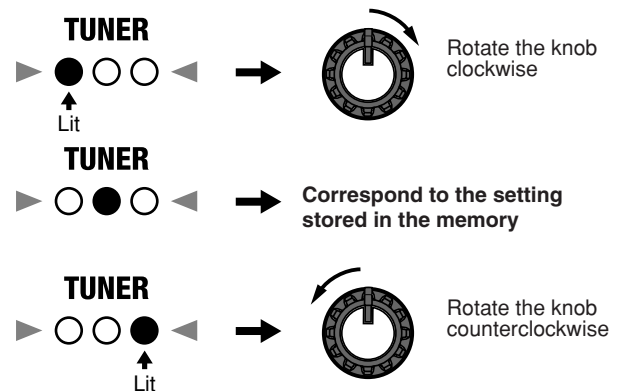 TUNER
Rotate the knob
clockwise
Lit
TUNER
Correspond to the setting
stored in the memory
TUNER
Rotate the knob
counterclockwise
Lit